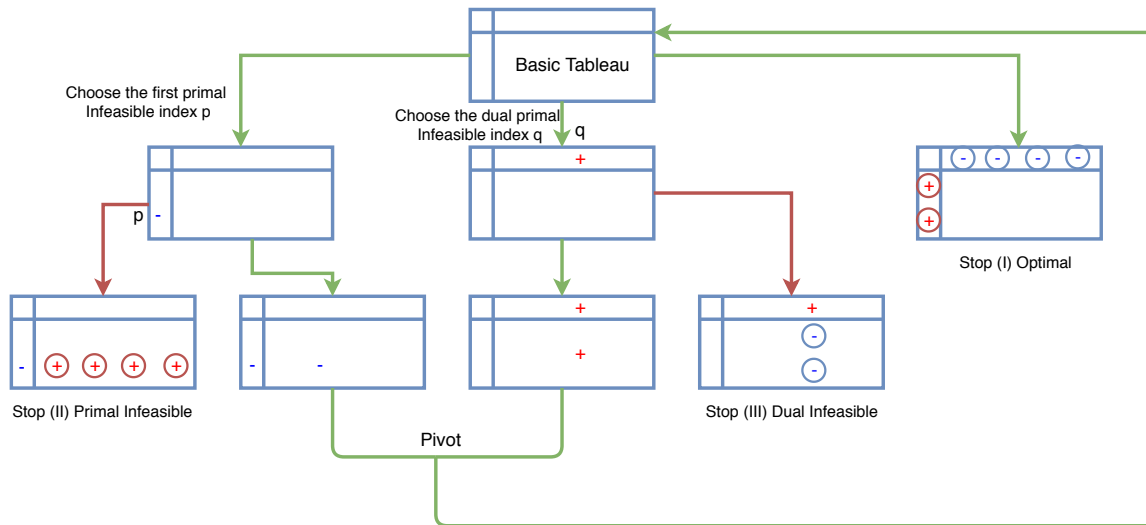 Basic Tableau
Choose the first primal
Infeasible index p
Choose the dual primal
Infeasible index q
q
+
- - - -
+
+
p
-
Stop (I) Optimal
- + + + +
- -
+
+
+
-
-
Stop (II) Primal Infeasible
Stop (III) Dual Infeasible
Pivot